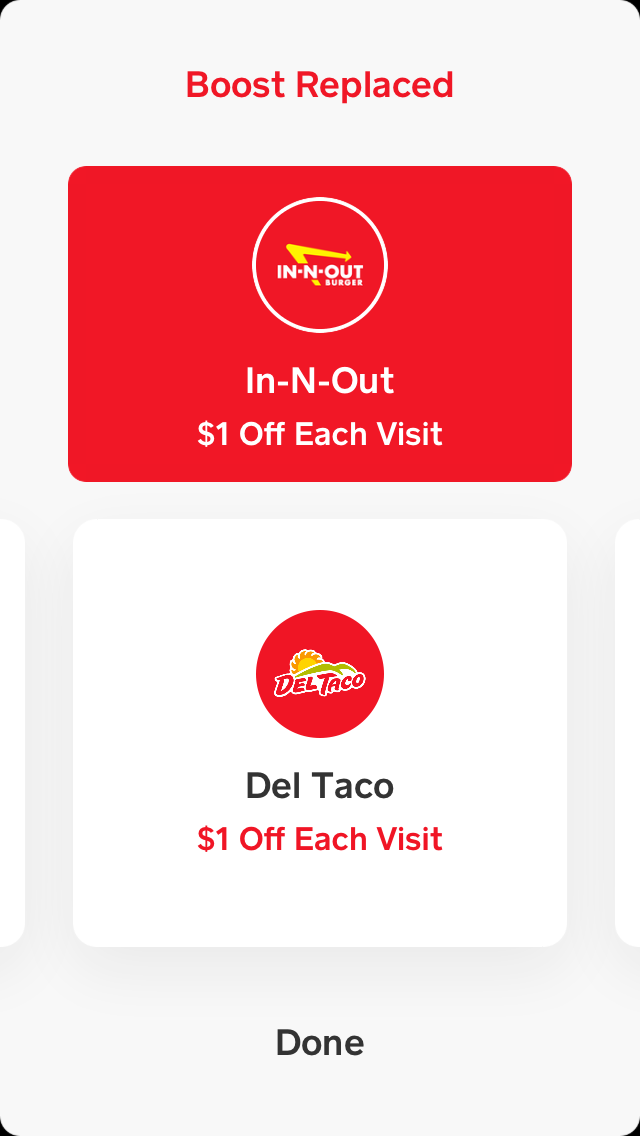 Boost Replaced
IN-N-OUT
BURGER
In-N-Out
$1 Off Each Visit
DEL TACO
Del Taco
$1 Off Each Visit
Done